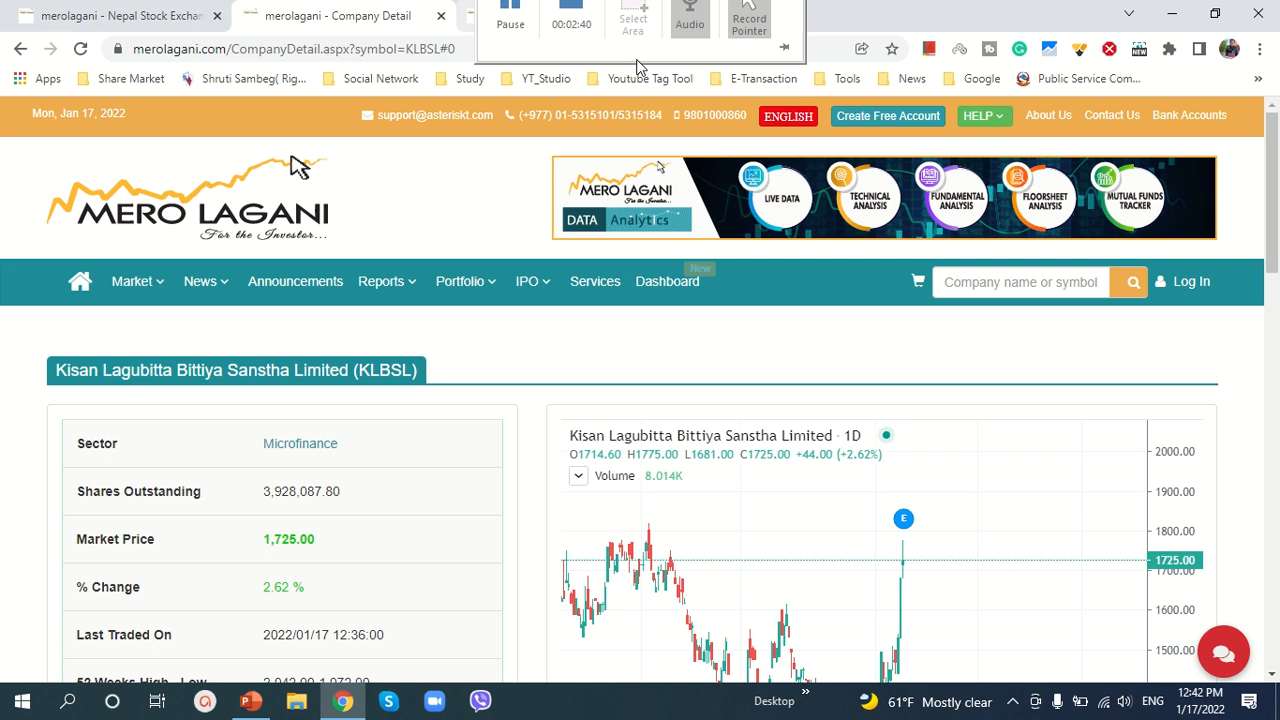 merolagani - Nepal Stock Exchan
merolagani - Company Detail
Pause
00:02:40
Select Area
Audio
Record Pointer
merolagani.com/CompanyDetail.aspx?symbol=KLBSL#0
Apps
Share Market
Shruti Sambeg( Rig...
Social Network
Study
YT_Studio
Youtube Tag Tool
E-Transaction
Tools
News
Google
Public Service Com...
Mon, Jan 17, 2022
support@asteriskt.com
(+977) 01-5315101/5315184
9801000860
ENGLISH
Create Free Account
HELP
About Us
Contact Us
Bank Accounts
MERO LAGANI
For the Investor...
MERO LAGANI
For the Investor...
DATA Analytics
LIVE DATA
TECHNICAL ANALYSIS
FUNDAMENTAL ANALYSIS
FLOORSHEET ANALYSIS
MUTUAL FUNDS TRACKER
Market
News
Announcements
Reports
Portfolio
IPO
Services
Dashboard
New
Company name or symbol
Log In
Kisan Lagubitta Bittiya Sanstha Limited (KLBSL)
Sector Microfinance
Shares Outstanding 3,928,087.80
Market Price 1,725.00
% Change 2.62 %
Last Traded On 2022/01/17 12:36:00
Kisan Lagubitta Bittiya Sanstha Limited · 1D
O1714.60 H1775.00 L1681.00 C1725.00 +44.00 (+2.62%)
Volume 8.014K
E
2000.00
1900.00
1800.00
1725.00
1700.00
1600.00
1500.00
Desktop
61°F Mostly clear
ENG
12:42 PM
1/17/2022